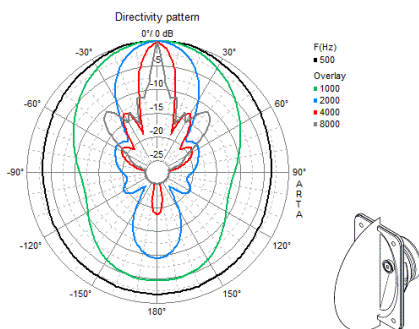 Directivity pattern
0°/ 0 dB
-30°
30°
F(Hz)
500
Overlay
1000
2000
4000
8000
-5
-10
-15
-20
-25
-60°
60°
-90°
90°
A
R
T
A
-120°
120°
-150°
150°
180°